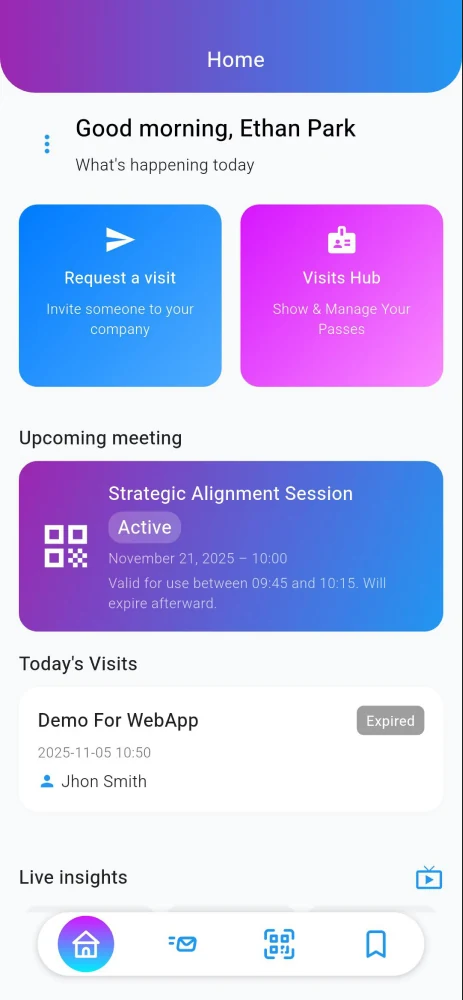 Home
Good morning, Ethan Park
What's happening today
Request a visit
Invite someone to your
company
Visits Hub
Show & Manage Your
Passes
Upcoming meeting
Strategic Alignment Session
Active
November 21, 2025 – 10:00
Valid for use between 09:45 and 10:15. Will
expire afterward.
Today's Visits
Demo For WebApp
Expired
2025-11-05 10:50
Jhon Smith
Live insights